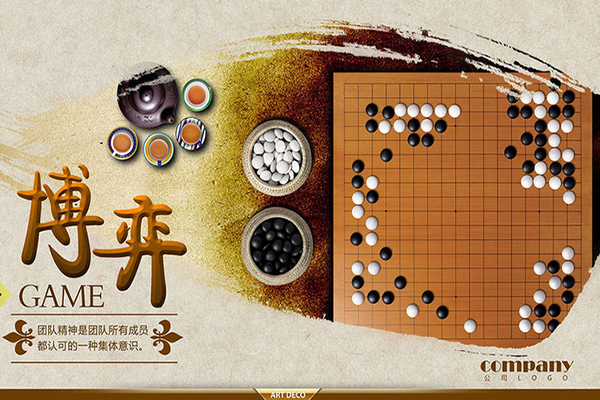 博弈
GAME
团队精神是团队所有成员
都认可的一种集体意识。
company
公司LOGO
ART DECO